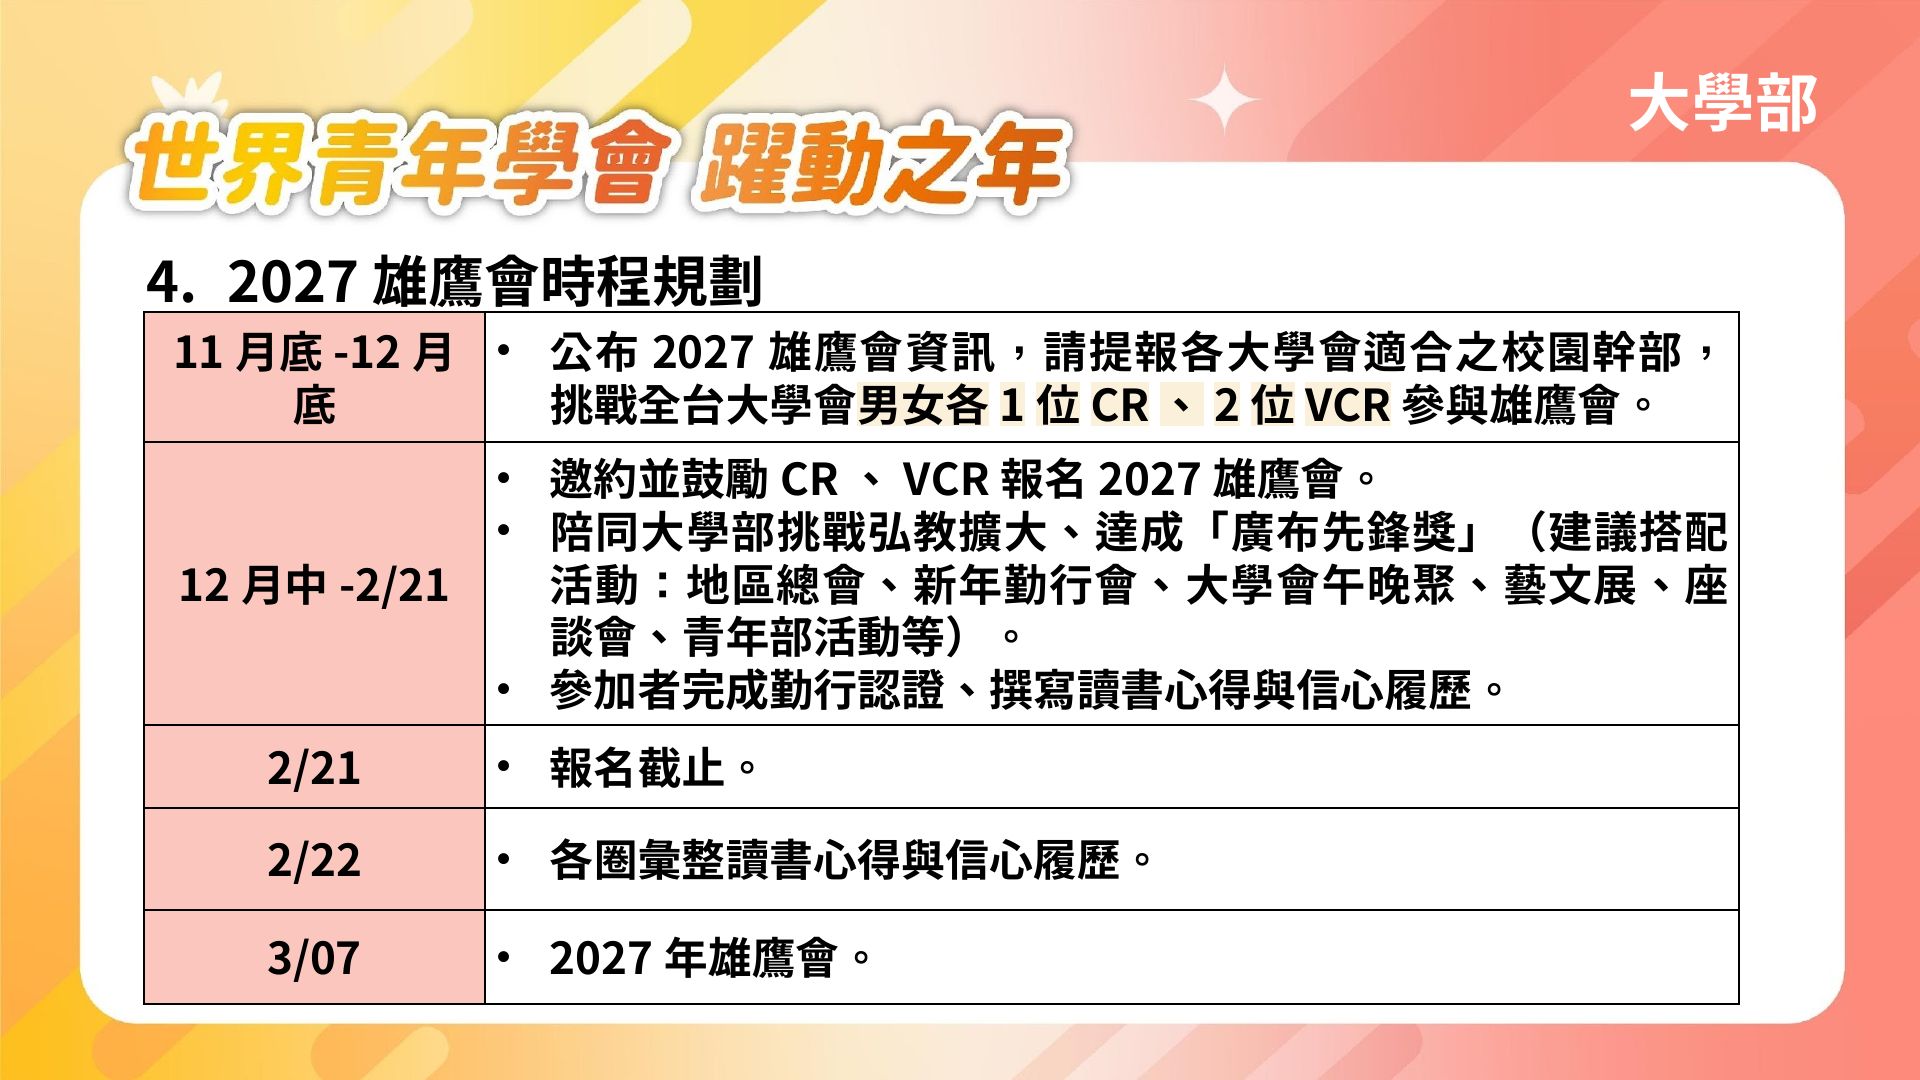 大學部
世界青年學會 躍動之年
4. 2027 雄鷹會時程規劃
11 月底 -12 月
底
• 公布 2027 雄鷹會資訊，請提報各大學會適合之校園幹部，
挑戰全台大學會男女各 1 位 CR 、 2 位 VCR 參與雄鷹會。
12 月中 -2/21
• 邀約並鼓勵 CR 、 VCR 報名 2027 雄鷹會。
• 陪同大學部挑戰弘教擴大、達成「廣布先鋒獎」（建議搭配
活動：地區總會、新年勤行會、大學會午晚聚、藝文展、座
談會、青年部活動等）。
• 參加者完成勤行認證、撰寫讀書心得與信心履歷。
2/21
• 報名截止。
2/22
• 各圈彙整讀書心得與信心履歷。
3/07
• 2027 年雄鷹會。